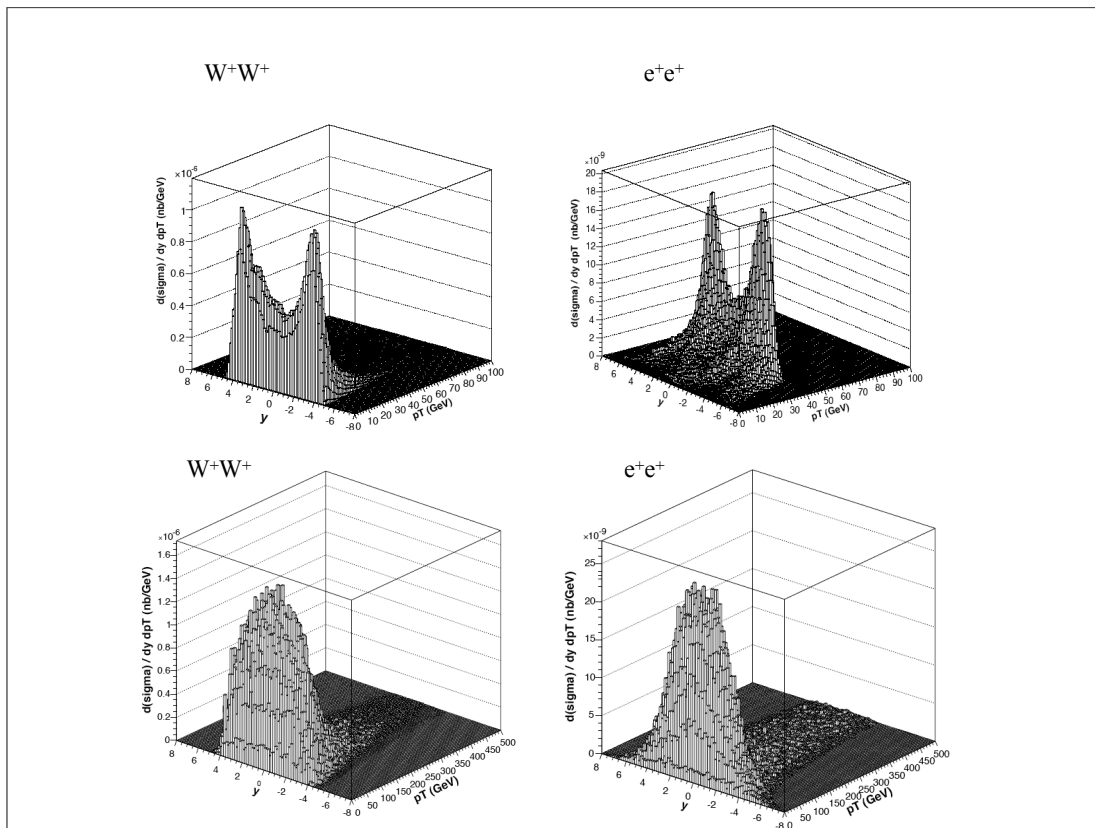 W⁺W⁺
e⁺e⁺
×10⁻⁶
d(sigma) / dy dpT (nb/GeV)
1
0.8
0.6
0.4
0.2
0
8 6 4 2 0 -2 -4 -6 -8
y
0 10 20 30 40 50 60 70 80 90 100
pT (GeV)
×10⁻⁹
d(sigma) / dy dpT (nb/GeV)
20
18
16
14
12
10
8
6
4
2
0
8 6 4 2 0 -2 -4 -6 -8
y
0 10 20 30 40 50 60 70 80 90 100
pT (GeV)
W⁺W⁺
e⁺e⁺
×10⁻⁶
d(sigma) / dy dpT (nb/GeV)
1.6
1.4
1.2
1
0.8
0.6
0.4
0.2
0
8 6 4 2 0 -2 -4 -6 -8
y
0 50 100 150 200 250 300 350 400 450 500
pT (GeV)
×10⁻⁹
d(sigma) / dy dpT (nb/GeV)
25
20
15
10
5
0
8 6 4 2 0 -2 -4 -6 -8
y
0 50 100 150 200 250 300 350 400 450 500
pT (GeV)